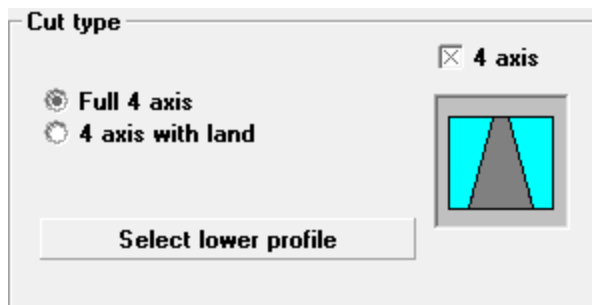 Cut type
4 axis
Full 4 axis
4 axis with land
Select lower profile